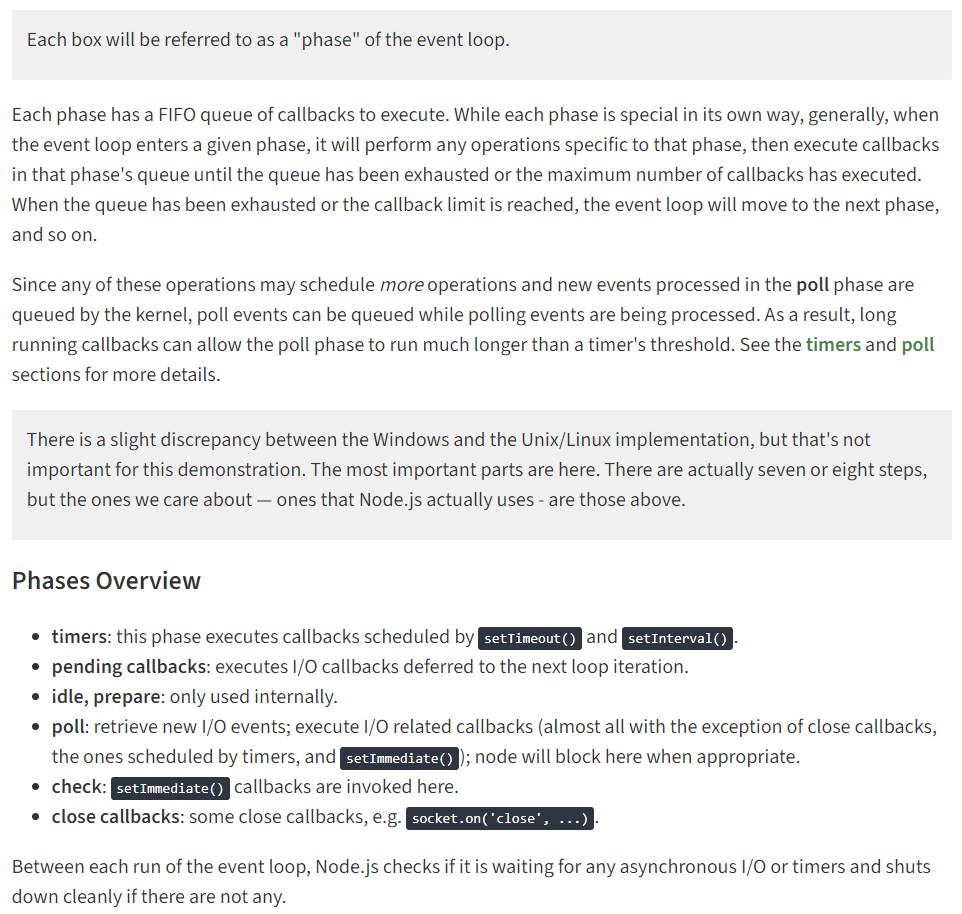 Each box will be referred to as a "phase" of the event loop.
Each phase has a FIFO queue of callbacks to execute. While each phase is special in its own way, generally, when
the event loop enters a given phase, it will perform any operations specific to that phase, then execute callbacks
in that phase's queue until the queue has been exhausted or the maximum number of callbacks has executed.
When the queue has been exhausted or the callback limit is reached, the event loop will move to the next phase,
and so on.
Since any of these operations may schedule more operations and new events processed in the poll phase are
queued by the kernel, poll events can be queued while polling events are being processed. As a result, long
running callbacks can allow the poll phase to run much longer than a timer's threshold. See the timers and poll
sections for more details.
There is a slight discrepancy between the Windows and the Unix/Linux implementation, but that's not
important for this demonstration. The most important parts are here. There are actually seven or eight steps,
but the ones we care about — ones that Node.js actually uses - are those above.
Phases Overview
• timers: this phase executes callbacks scheduled by setTimeout() and setInterval().
• pending callbacks: executes I/O callbacks deferred to the next loop iteration.
• idle, prepare: only used internally.
• poll: retrieve new I/O events; execute I/O related callbacks (almost all with the exception of close callbacks,
the ones scheduled by timers, and setImmediate()); node will block here when appropriate.
• check: setImmediate() callbacks are invoked here.
• close callbacks: some close callbacks, e.g. socket.on('close', ...).
Between each run of the event loop, Node.js checks if it is waiting for any asynchronous I/O or timers and shuts
down cleanly if there are not any.